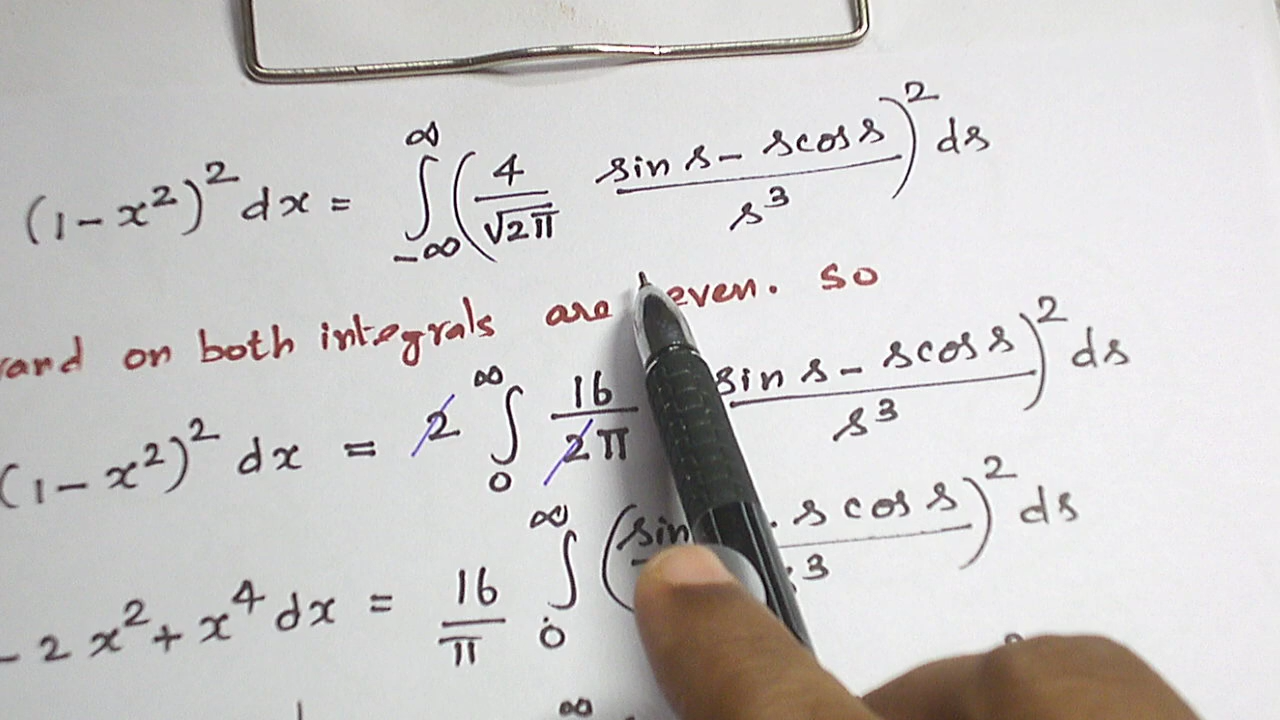 (1-x²)² dx = ∫_{-∞}^{∞} (4/√2π (sin s - s cos s)/s³)² ds
on both integrals are even. so
(1-x²)² dx = 2 ∫_0^∞ 16/2π sin s - s cos s/s³)² ds
- 2x² + x⁴ dx = 16/π ∫_0^∞ (sin s cos s/³)² ds
∞